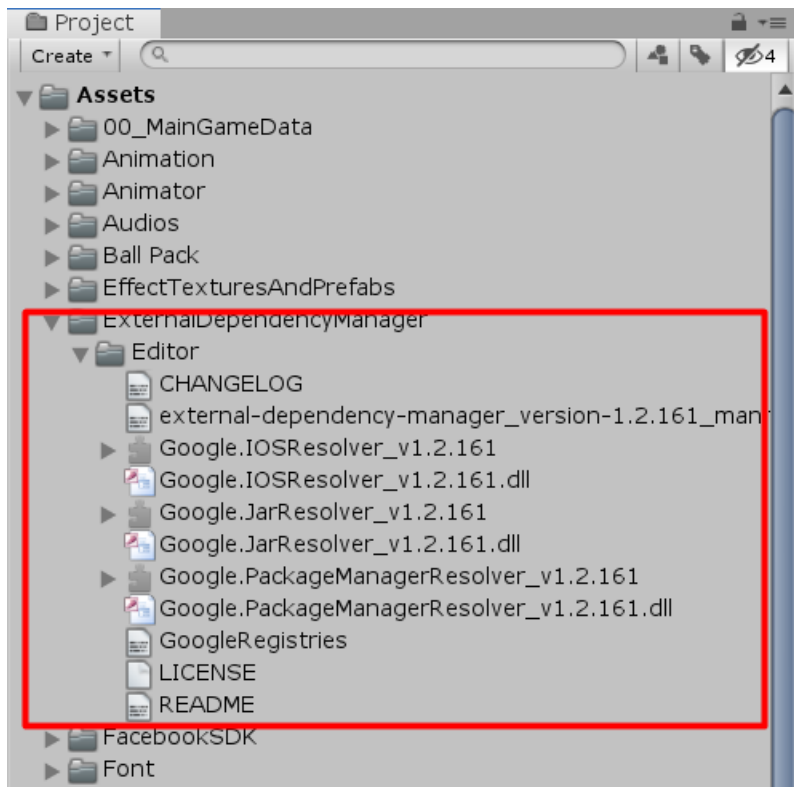 Project
Create
4
Assets
00_MainGameData
Animation
Animator
Audios
Ball Pack
EffectTexturesAndPrefabs
ExternalDependencyManager
Editor
CHANGELOG
external-dependency-manager_version-1.2.161_man
Google.IOSResolver_v1.2.161
Google.IOSResolver_v1.2.161.dll
Google.JarResolver_v1.2.161
Google.JarResolver_v1.2.161.dll
Google.PackageManagerResolver_v1.2.161
Google.PackageManagerResolver_v1.2.161.dll
GoogleRegistries
LICENSE
README
FacebookSDK
Font